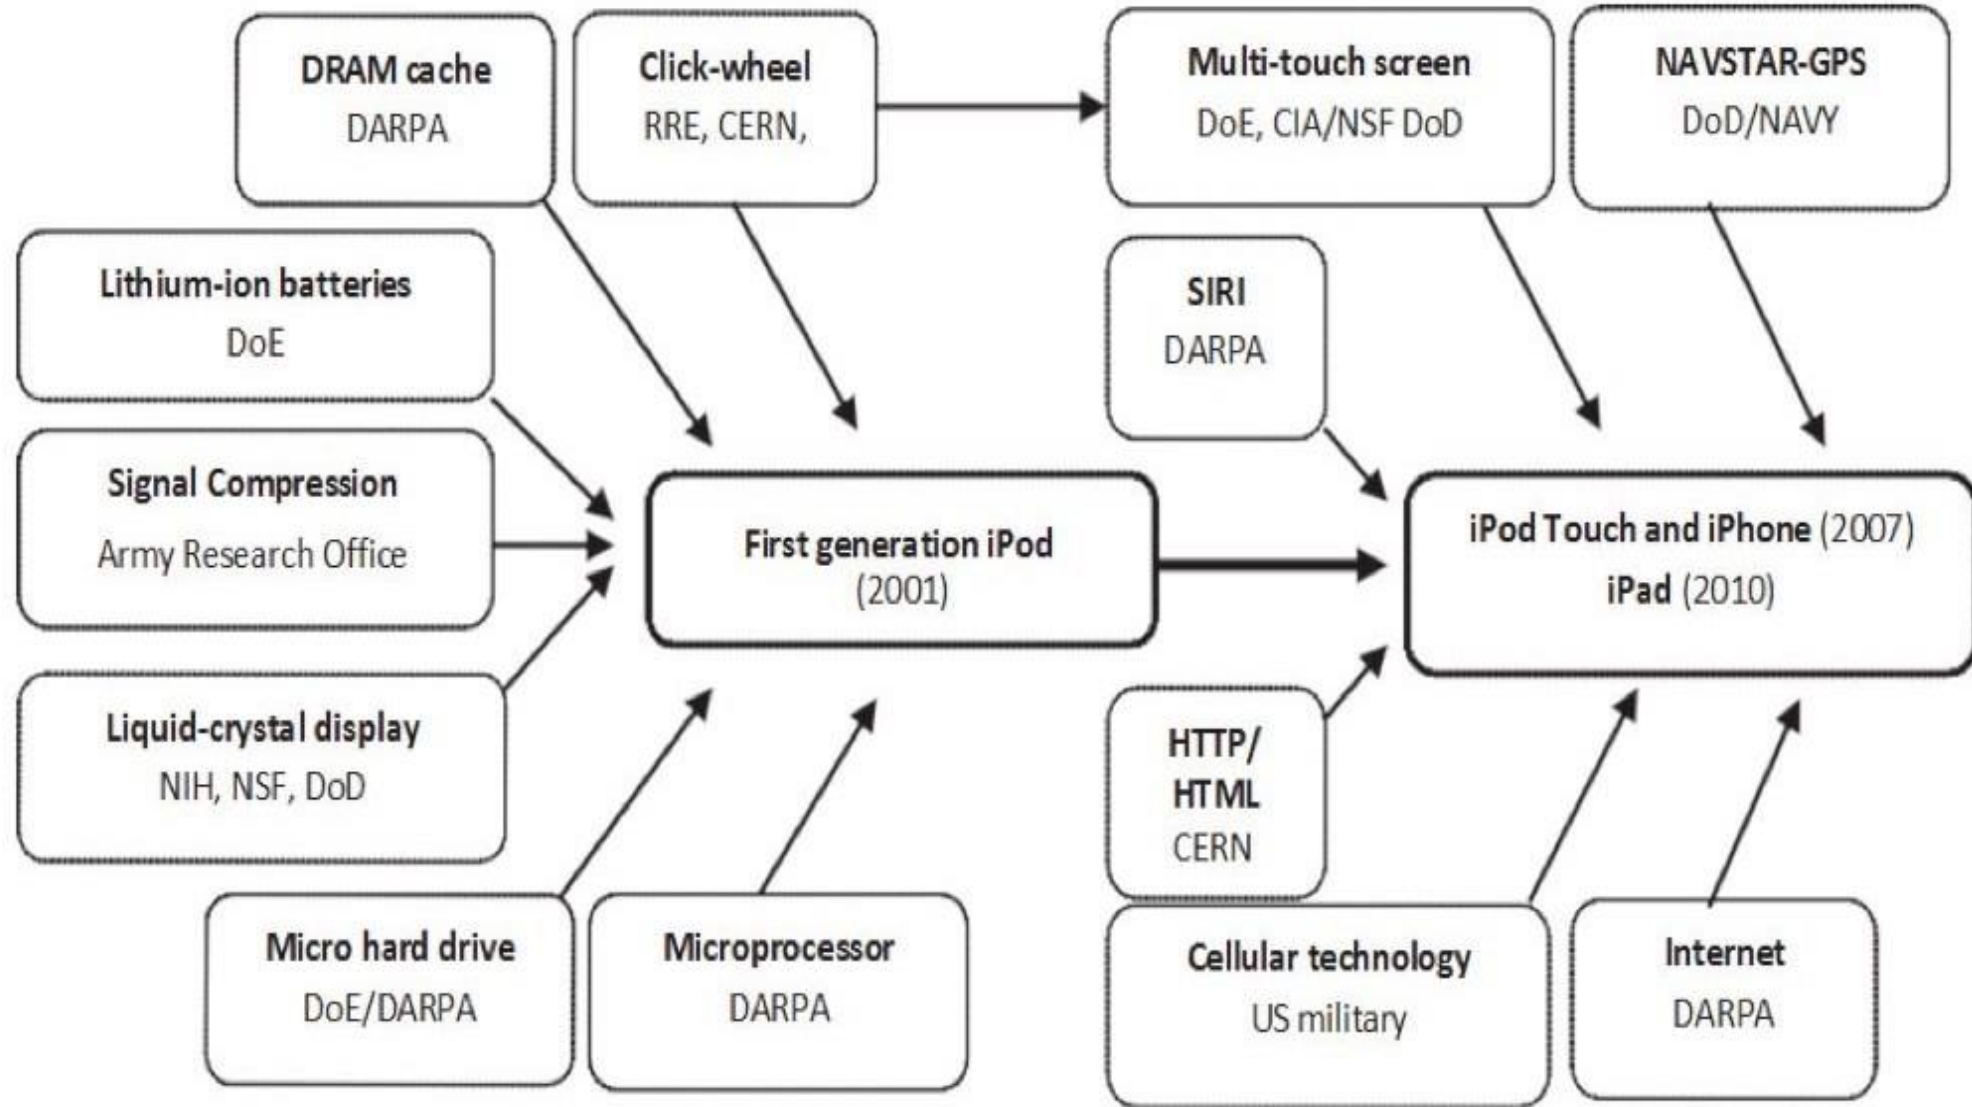 DRAM cache
DARPA
Click-wheel
RRE, CERN,
Multi-touch screen
DoE, CIA/NSF DoD
NAVSTAR-GPS
DoD/NAVY
Lithium-ion batteries
DoE
SIRI
DARPA
Signal Compression
Army Research Office
First generation iPod
(2001)
iPod Touch and iPhone (2007)
iPad (2010)
Liquid-crystal display
NIH, NSF, DoD
HTTP/
HTML
CERN
Micro hard drive
DoE/DARPA
Microprocessor
DARPA
Cellular technology
US military
Internet
DARPA